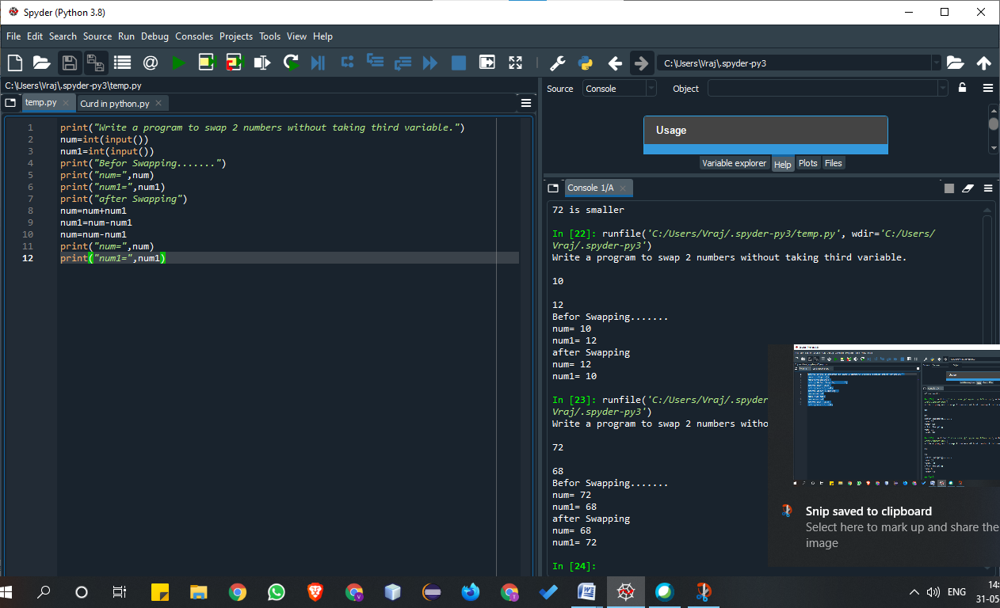 Spyder (Python 3.8)
File Edit Search Source Run Debug Consoles Projects Tools View Help
C:\Users\Vraj\.spyder-py3
C:\Users\Vraj\.spyder-py3\temp.py
temp.py
Curd in python.py
1 print("Write a program to swap 2 numbers without taking third variable.")
2 num=int(input())
3 num1=int(input())
4 print("Befor Swapping.......")
5 print("num=",num)
6 print("num1=",num1)
7 print("after Swapping")
8 num=num+num1
9 num1=num-num1
10 num=num-num1
11 print("num=",num)
12 print("num1=",num1)
Source Console Object
Usage
Variable explorer Help Plots Files
Console 1/A
72 is smaller
In [22]: runfile('C:/Users/Vraj/.spyder-py3/temp.py', wdir='C:/Users/
Vraj/.spyder-py3')
Write a program to swap 2 numbers without taking third variable.
10
12
Befor Swapping.......
num= 10
num1= 12
after Swapping
num= 12
num1= 10
In [23]: runfile('C:/Users/Vraj/.spyder
Vraj/.spyder-py3')
Write a program to swap 2 numbers witho
72
68
Befor Swapping.......
num= 72
num1= 68
after Swapping
num= 68
num1= 72
In [24]:
Snip saved to clipboard
Select here to mark up and share the
image
ENG
14:
31-05